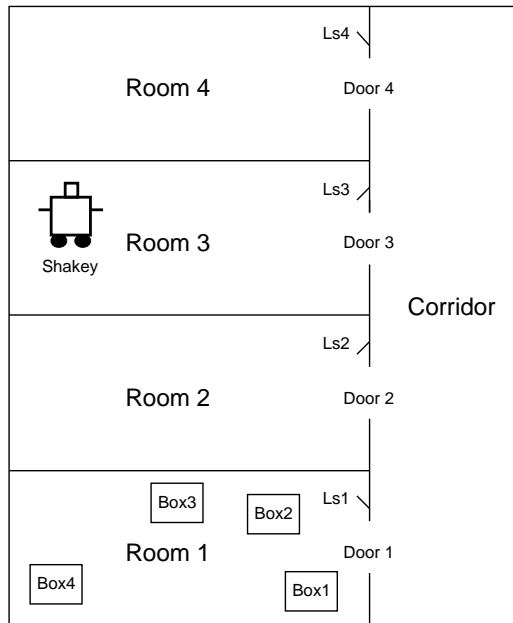 Ls4
Room 4
Door 4
Ls3
Room 3
Door 3
Shakey
Corridor
Ls2
Room 2
Door 2
Box3
Box2
Ls1
Room 1
Door 1
Box4
Box1